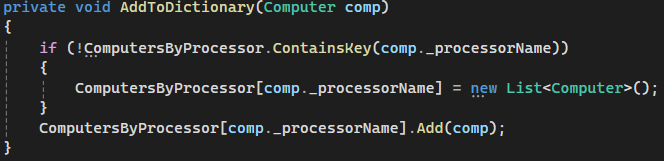 private void AddToDictionary(Computer comp)
{
    if (!ComputersByProcessor.ContainsKey(comp._processorName))
    {
        ComputersByProcessor[comp._processorName] = new List<Computer>();
    }
    ComputersByProcessor[comp._processorName].Add(comp);
}